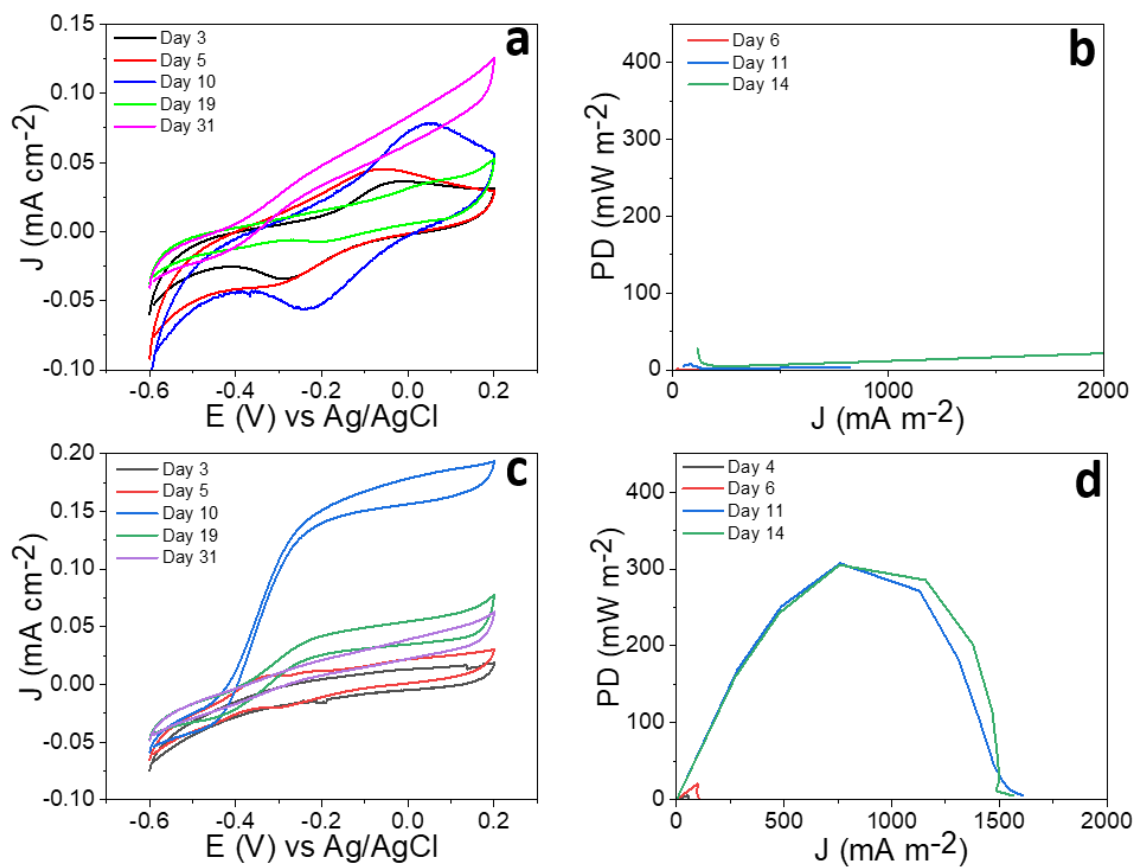 a
Day 3
Day 5
Day 10
Day 19
Day 31
0.15
0.10
0.05
0.00
-0.05
-0.10
J (mA cm-2)
-0.6 -0.4 -0.2 0.0 0.2
E (V) vs Ag/AgCl
b
Day 6
Day 11
Day 14
400
300
200
100
0
PD (mW m-2)
0 1000 2000
J (mA m-2)
c
Day 3
Day 5
Day 10
Day 19
Day 31
0.20
0.15
0.10
0.05
0.00
-0.05
-0.10
J (mA cm-2)
-0.6 -0.4 -0.2 0.0 0.2
E (V) vs Ag/AgCl
d
Day 4
Day 6
Day 11
Day 14
400
300
200
100
0
PD (mW m-2)
0 500 1000 1500 2000
J (mA m-2)